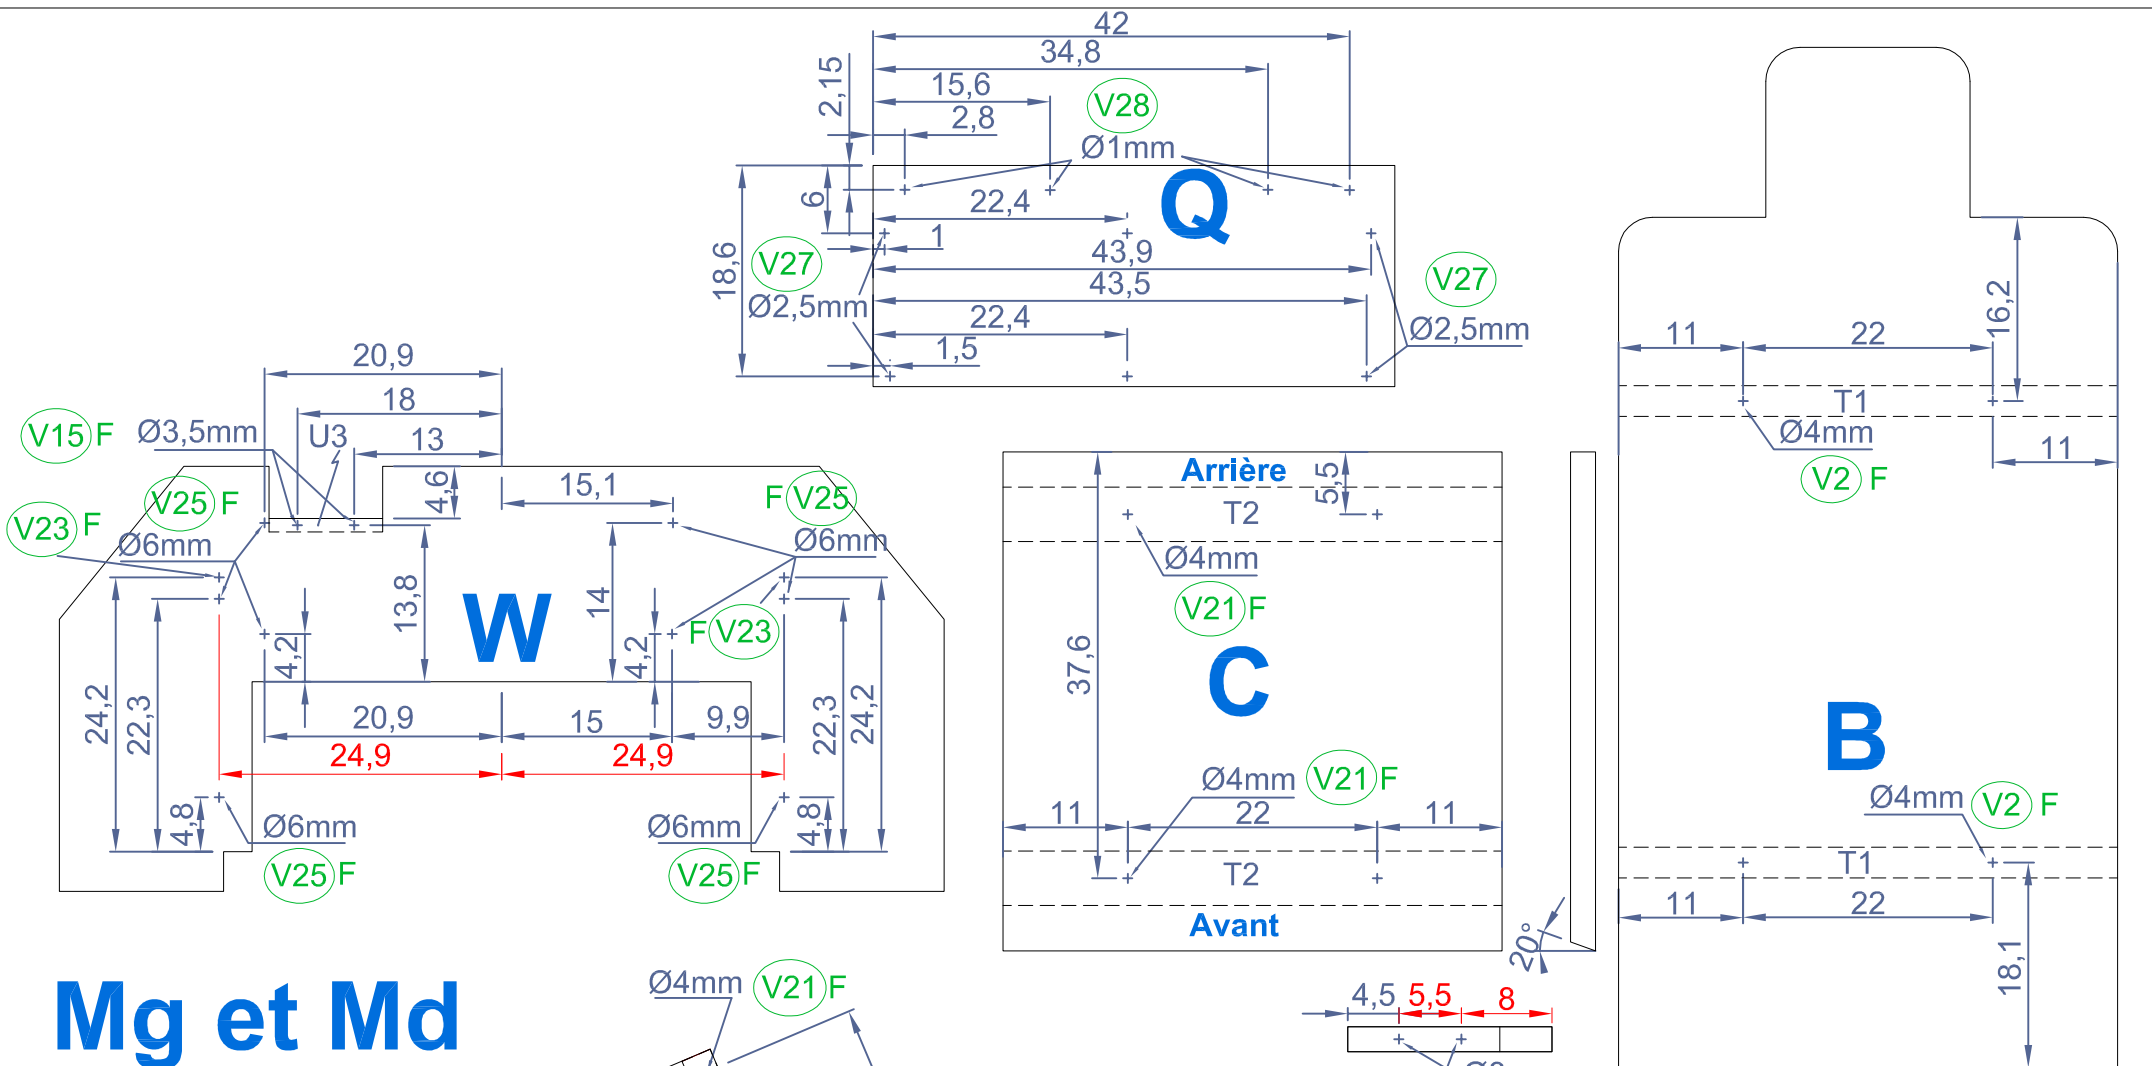 42
34,8
15,6
2,8
2,15
V28
Ø1mm
Q
6
22,4
1
18,6
V27
43,9
43,5
V27
Ø2,5mm
22,4
Ø2,5mm
1,5
20,9
18
V15 F
Ø3,5mm
U3
13
4,6
15,1
V25 F
F V25
V23 F
Ø6mm
Ø6mm
13,8
14
W
F V23
4,2
4,2
24,2
22,3
22,3
24,2
20,9
15
9,9
24,9
24,9
4,8
4,8
Ø6mm
Ø6mm
V25 F
V25 F
Arrière
5,5
T2
Ø4mm
V21 F
37,6
C
Ø4mm
V21 F
11
22
11
T2
Avant
20°
16,2
11
22
T1
Ø4mm
11
V2 F
B
Ø4mm
V2 F
T1
11
22
18,1
Mg et Md
Ø4mm
V21 F
4,5
5,5
8